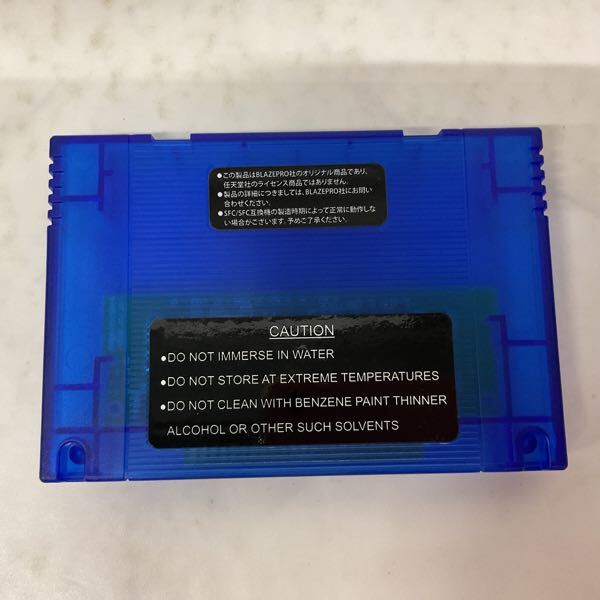 ●この製品はBLAZEPRO社のオリジナル商品であり、
任天堂社のライセンス商品ではありません。
●製品の詳細につきましては、BLAZEPRO社にお問い
合わせください。
●SFC/SFC互換機の製造時期によって正常に動作しな
い場合がございます。予めご了承ください。
CAUTION
●DO NOT IMMERSE IN WATER
●DO NOT STORE AT EXTREME TEMPERATURES
●DO NOT CLEAN WITH BENZENE PAINT THINNER
ALCOHOL OR OTHER SUCH SOLVENTS